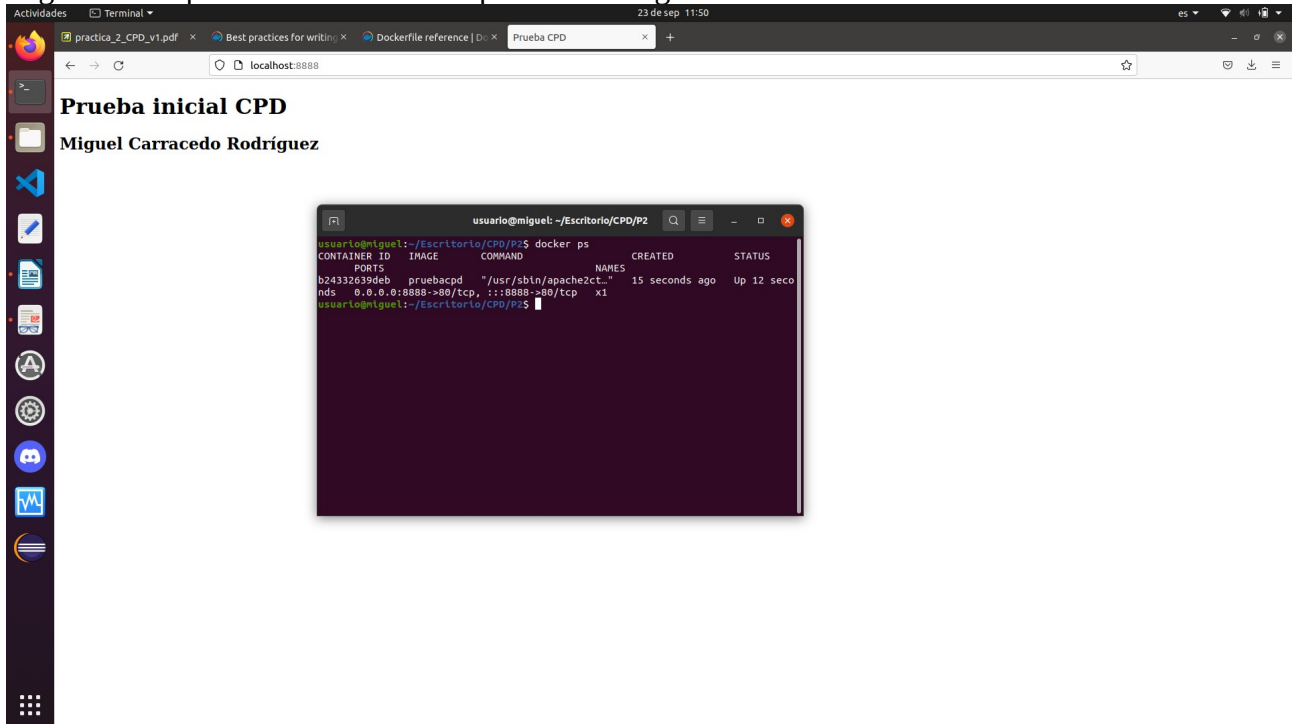 Actividades Terminal 23 de sep 11:50 es
practica_2_CPD_v1.pdf × Best practices for writing × Dockerfile reference | Do × Prueba CPD × +
localhost:8888
Prueba inicial CPD
Miguel Carracedo Rodríguez
usuario@miguel: ~/Escritorio/CPD/P2
usuario@miguel:~/Escritorio/CPD/P2$ docker ps
CONTAINER ID IMAGE COMMAND CREATED STATUS
PORTS NAMES
b24332639deb pruebacpd "/usr/sbin/apache2ct…" 15 seconds ago Up 12 seco
nds 0.0.0.0:8888->80/tcp, :::8888->80/tcp x1
usuario@miguel:~/Escritorio/CPD/P2$